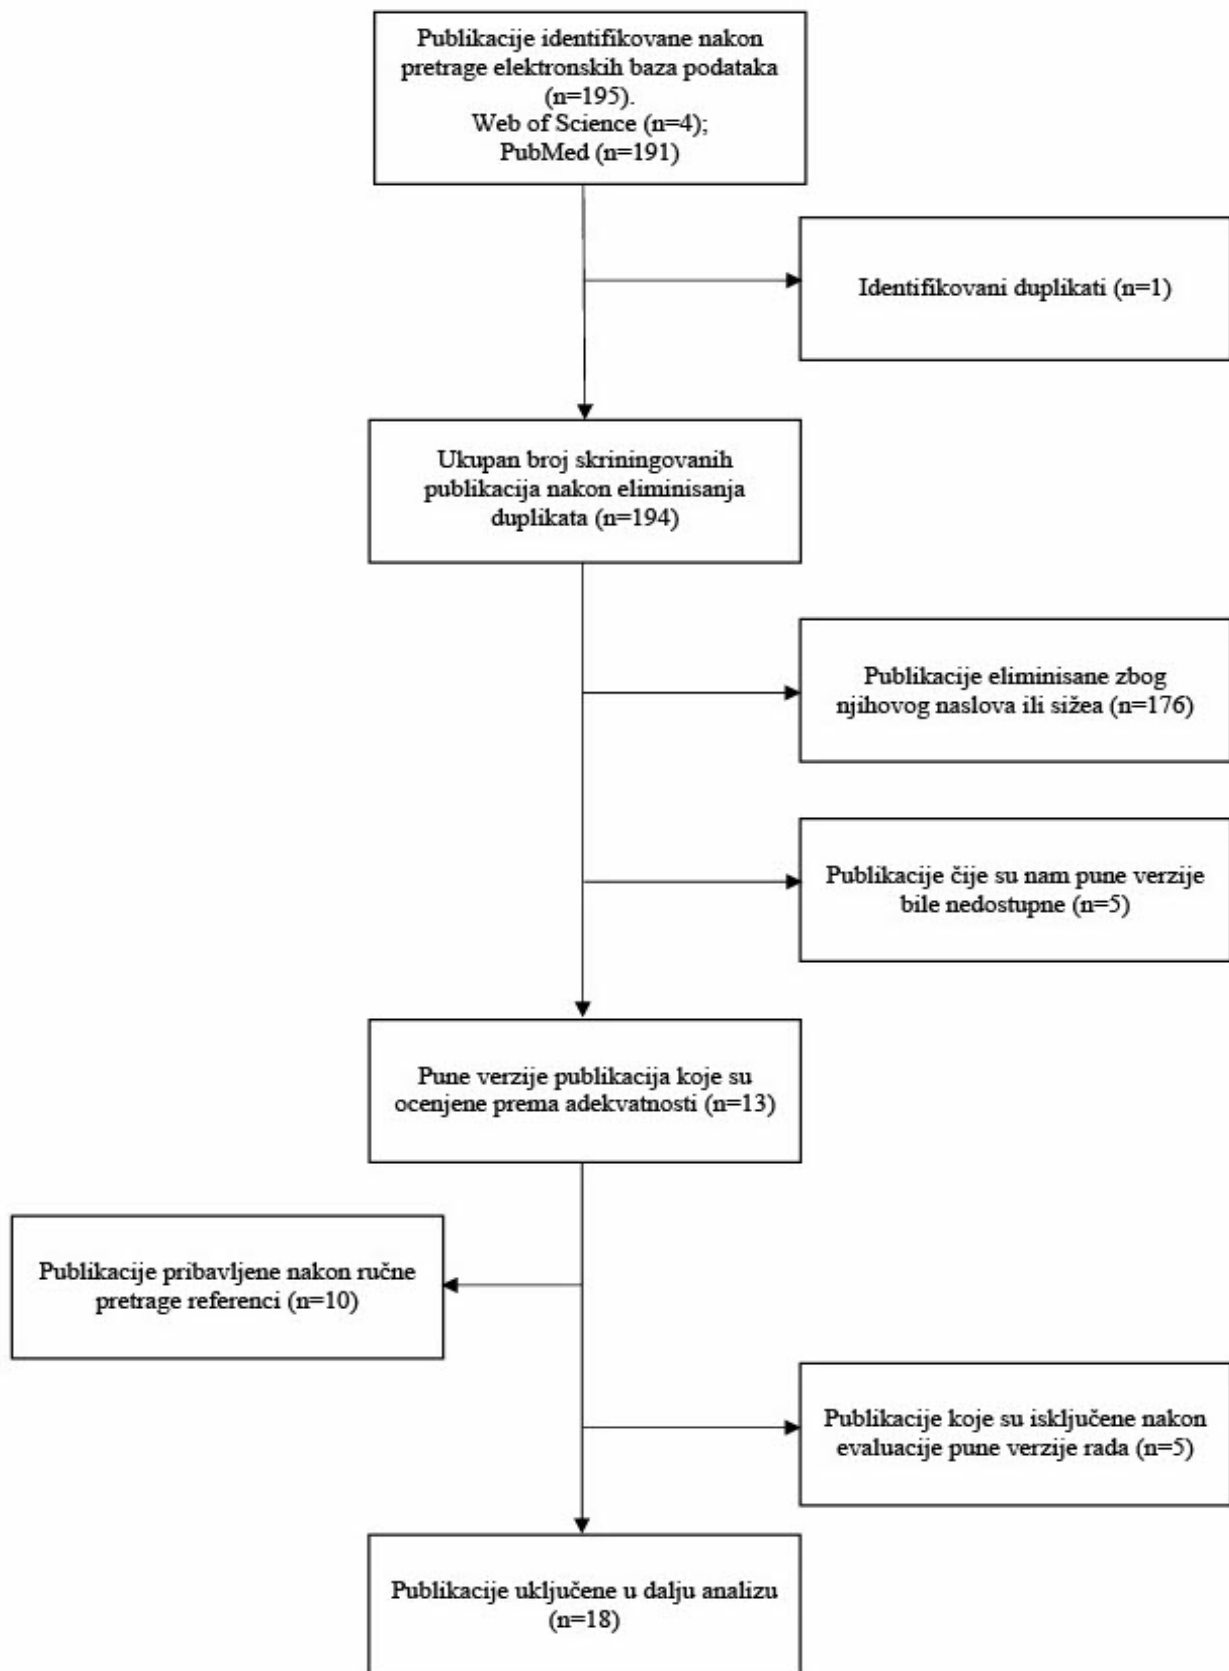 Publikacije identifikovane nakon
pretrage elektronskih baza podataka
(n=195).
Web of Science (n=4);
PubMed (n=191)
Identifikovani duplikati (n=1)
Ukupan broj skriningovanih
publikacija nakon eliminisanja
duplikata (n=194)
Publikacije eliminisane zbog
njihovog naslova ili sižea (n=176)
Publikacije čije su nam pune verzije
bile nedostupne (n=5)
Pune verzije publikacija koje su
ocenjene prema adekvatnosti (n=13)
Publikacije pribavljene nakon ručne
pretrage referenci (n=10)
Publikacije koje su isključene nakon
evaluacije pune verzije rada (n=5)
Publikacije uključene u dalju analizu
(n=18)